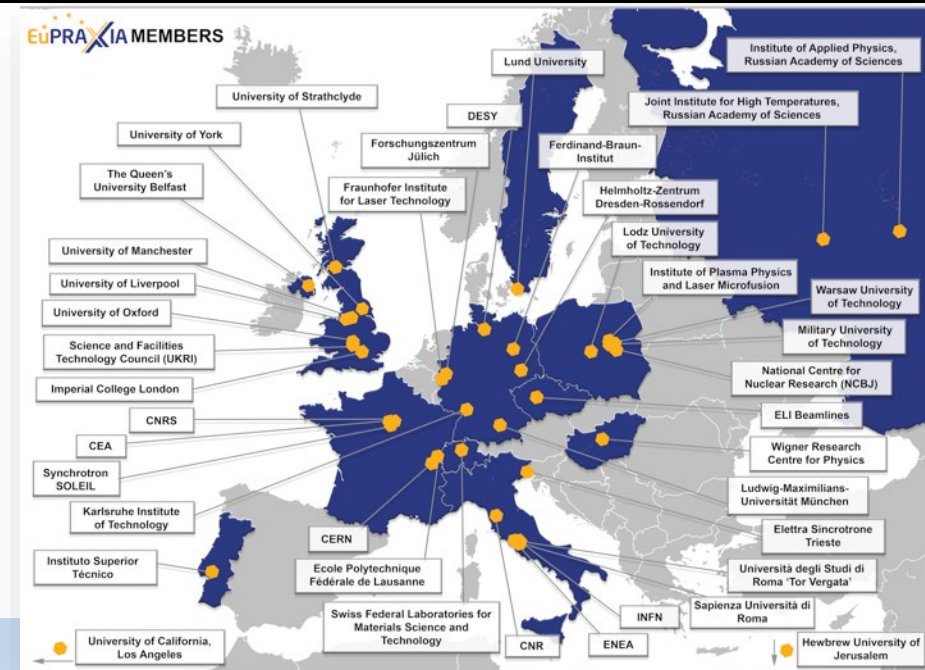 EuPRAXIA MEMBERS
Institute of Applied Physics,
Russian Academy of Sciences
Lund University
University of Strathclyde
Joint Institute for High Temperatures,
Russian Academy of Sciences
DESY
University of York
Forschungszentrum
Jülich
Ferdinand-Braun-
Institut
The Queen's
University Belfast
Fraunhofer Institute
for Laser Technology
Helmholtz-Zentrum
Dresden-Rossendorf
Lodz University
of Technology
University of Manchester
Institute of Plasma Physics
and Laser Microfusion
University of Liverpool
Warsaw University
of Technology
University of Oxford
Military University
of Technology
Science and Facilities
Technology Council (UKRI)
National Centre for
Nuclear Research (NCBJ)
Imperial College London
ELI Beamlines
CNRS
CEA
Wigner Research
Centre for Physics
Synchrotron
SOLEIL
Ludwig-Maximilians-
Universität München
Karlsruhe Institute
of Technology
Elettra Sincrotrone
Trieste
CERN
Instituto Superior
Técnico
Ecole Polytechnique
Fédérale de Lausanne
Università degli Studi di
Roma 'Tor Vergata'
Swiss Federal Laboratories for
Materials Science and
Technology
INFN
Sapienza Università di
Roma
CNR
ENEA
University of California,
Los Angeles
Hewbrew University of
Jerusalem